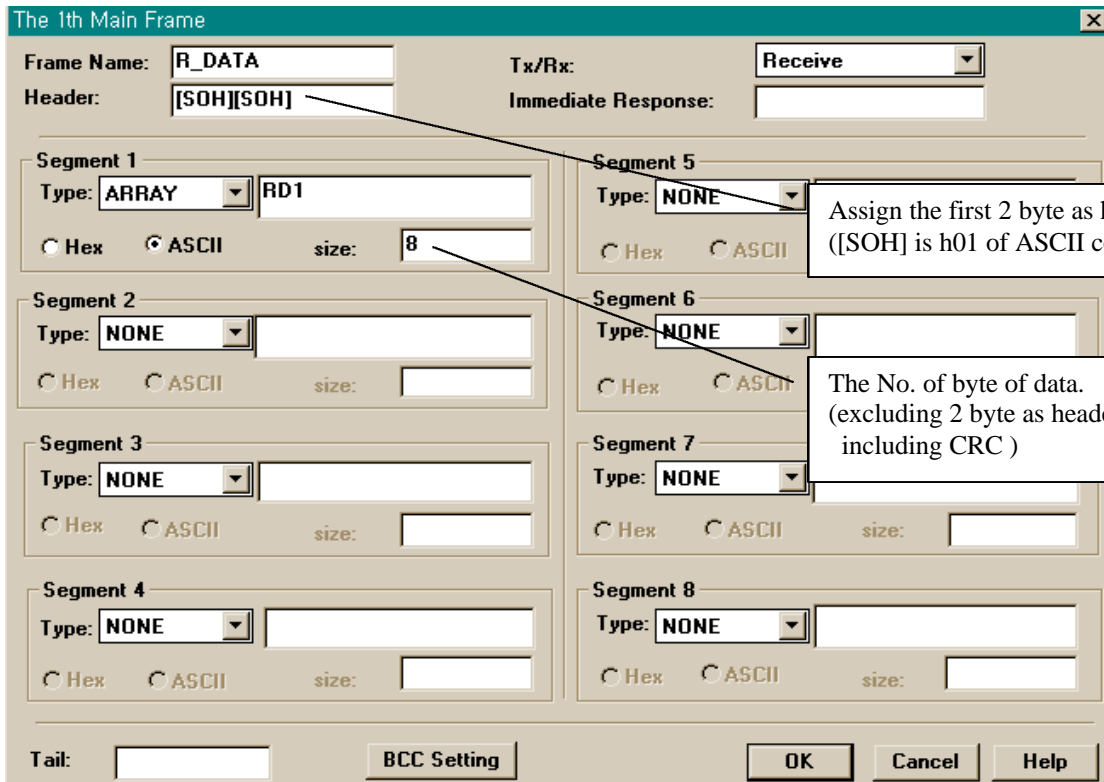 The 1th Main Frame
Frame Name: R_DATA
Tx/Rx: Receive
Header: [SOH][SOH]
Immediate Response:
Segment 1
Type: ARRAY RD1
Hex ASCII size: 8
Segment 2
Type: NONE
Hex ASCII size:
Segment 3
Type: NONE
Hex ASCII size:
Segment 4
Type: NONE
Hex ASCII size:
Segment 5
Type: NONE
Hex ASCII
Assign the first 2 byte as
([SOH] is h01 of ASCII
Segment 6
Type: NONE
Hex ASCII
The No. of byte of data.
(excluding 2 byte as
including CRC )
Segment 7
Type: NONE
Hex ASCII size:
Segment 8
Type: NONE
Hex ASCII size:
Tail:
BCC Setting
OK Cancel Help